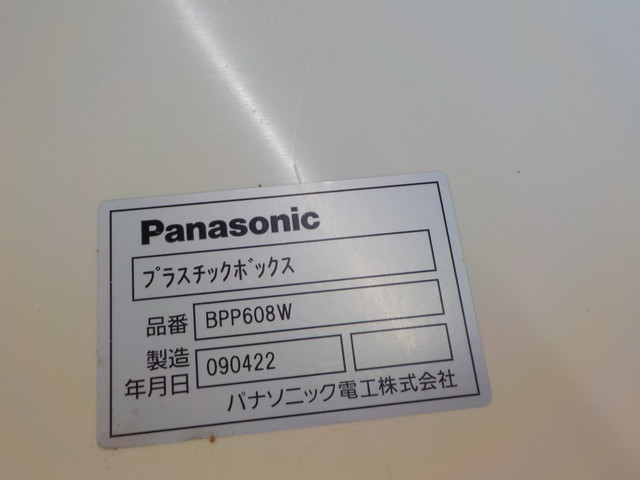 Panasonic
プラスチックボックス
品番 BPP608W
製造
年月日 090422
パナソニック電工株式会社